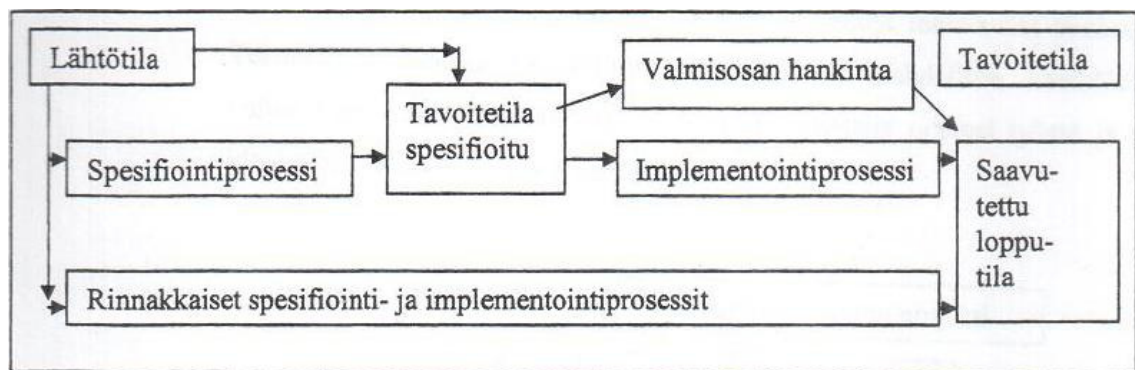 Lähtötila
Valmisosan hankinta
Tavoitetila
Tavoitetila
spesifioitu
Spesifiointiprosessi
Implementointiprosessi
Saavu-
tettu
loppu-
tila
Rinnakkaiset spesifiointi- ja implementointiprosessit